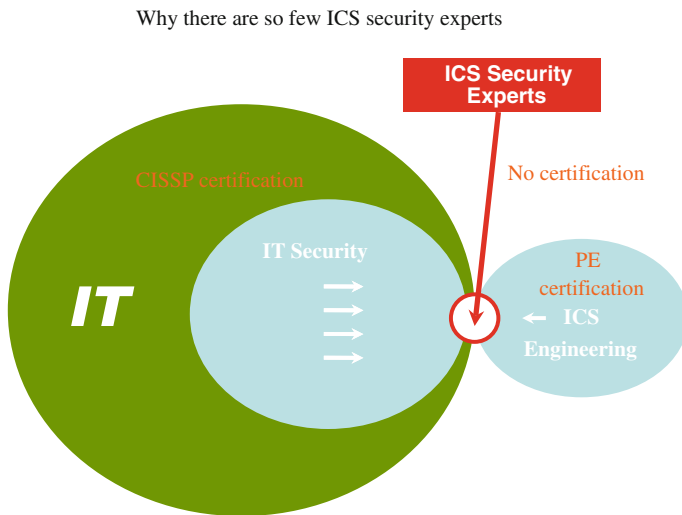 Why there are so few ICS security experts
ICS Security
Experts
No certification
CISSP certification
IT Security
IT
PE
certification
ICS
Engineering